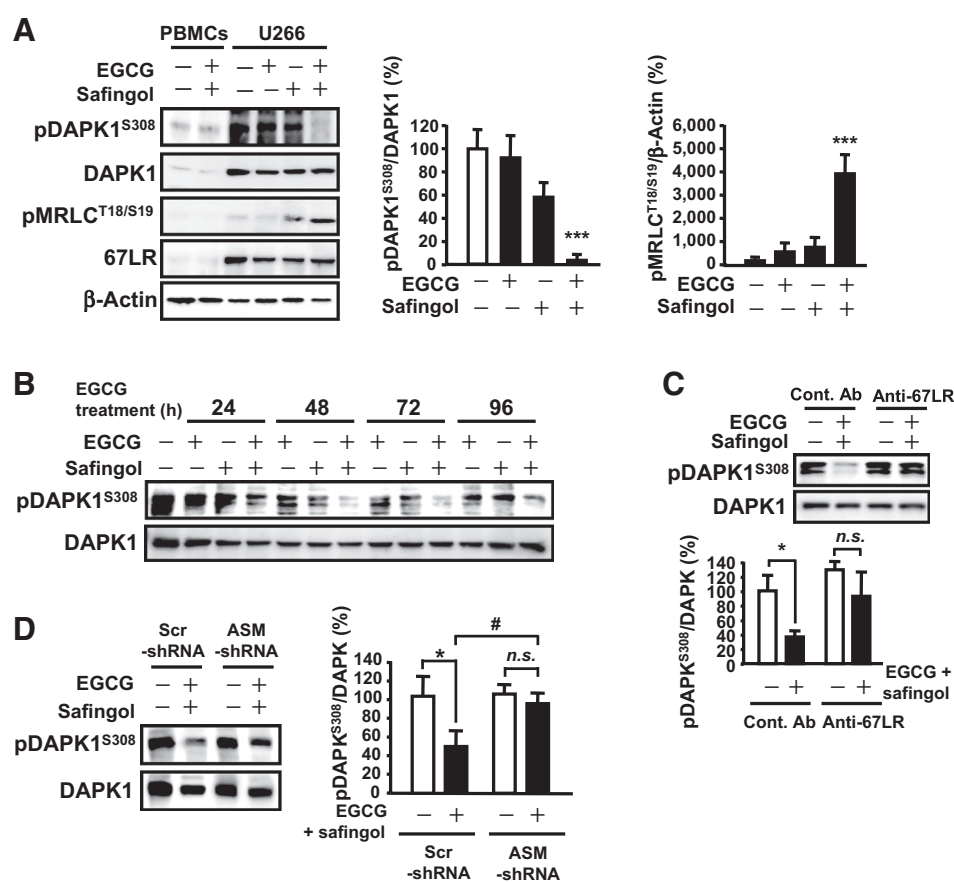 A
PBMCs U266
EGCG − + − + − +
Safingol − + − − + +
pDAPK1S308
DAPK1
pMRLCT18/S19
67LR
β-Actin
pDAPK1S308/DAPK1 (%)
120
100
80
60
40
20
0
***
EGCG − + − +
Safingol − − + +
pMRLCT18/S19/β-Actin (%)
6,000
5,000
4,000
3,000
2,000
1,000
0
***
EGCG − + − +
Safingol − − + +
B
EGCG
treatment (h) 24 48 72 96
EGCG − + − + + − + + − + + − +
Safingol − − + + − + + − + + − + +
pDAPK1S308
DAPK1
C
Cont. Ab Anti-67LR
EGCG − + − +
Safingol − + − +
pDAPK1S308
DAPK1
pDAPKS308/DAPK (%)
140
120
100
80
60
40
20
0
*
n.s.
− + − + EGCG +
safingol
Cont. Ab Anti-67LR
D
Scr
-shRNA
ASM
-shRNA
EGCG − + − +
Safingol − + − +
pDAPK1S308
DAPK1
pDAPKS308/DAPK (%)
140
120
100
80
60
40
20
0
#
*
n.s.
EGCG
+ safingol − + − +
Scr
-shRNA
ASM
-shRNA